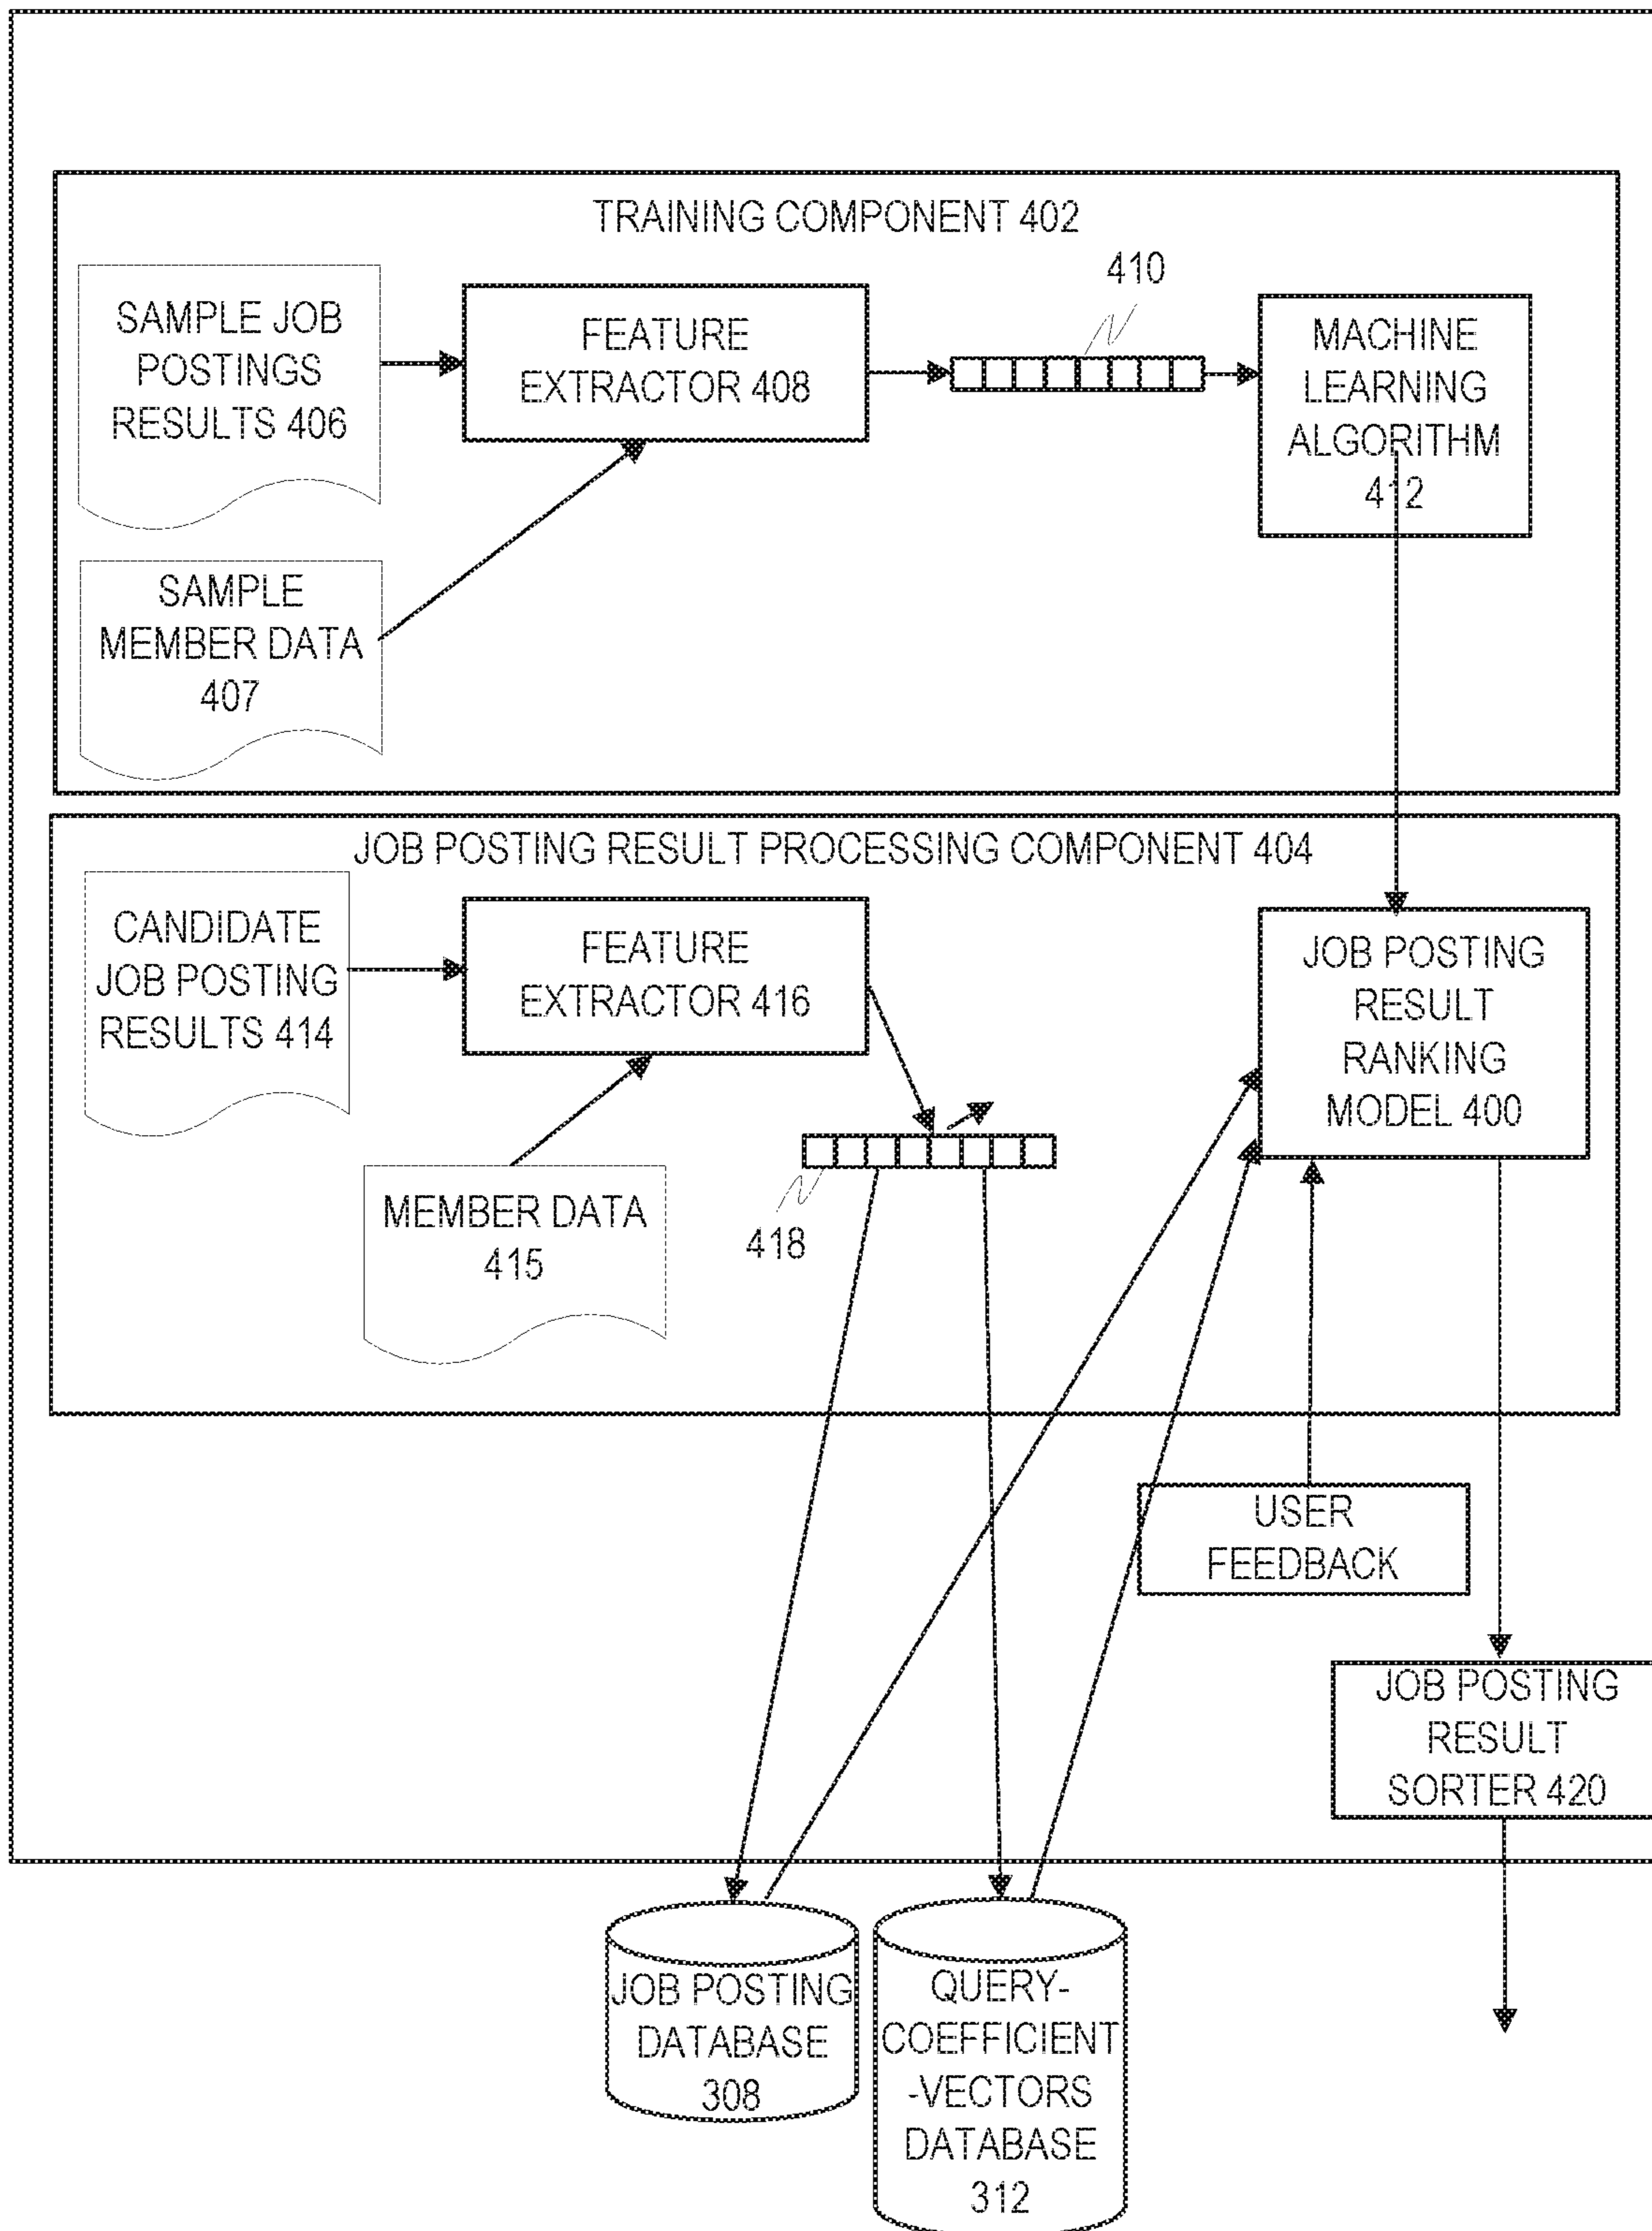 TRAINING COMPONENT 402
SAMPLE JOB
POSTINGS
RESULTS 406
FEATURE
EXTRACTOR 408
410
MACHINE
LEARNING
ALGORITHM
412
SAMPLE
MEMBER DATA
407
JOB POSTING RESULT PROCESSING COMPONENT 404
CANDIDATE
JOB POSTING
RESULTS 414
FEATURE
EXTRACTOR 416
JOB POSTING
RESULT
RANKING
MODEL 400
MEMBER DATA
415
418
USER
FEEDBACK
JOB POSTING
RESULT
SORTER 420
JOB POSTING
DATABASE
308
QUERY-
COEFFICIENT
-VECTORS
DATABASE
312